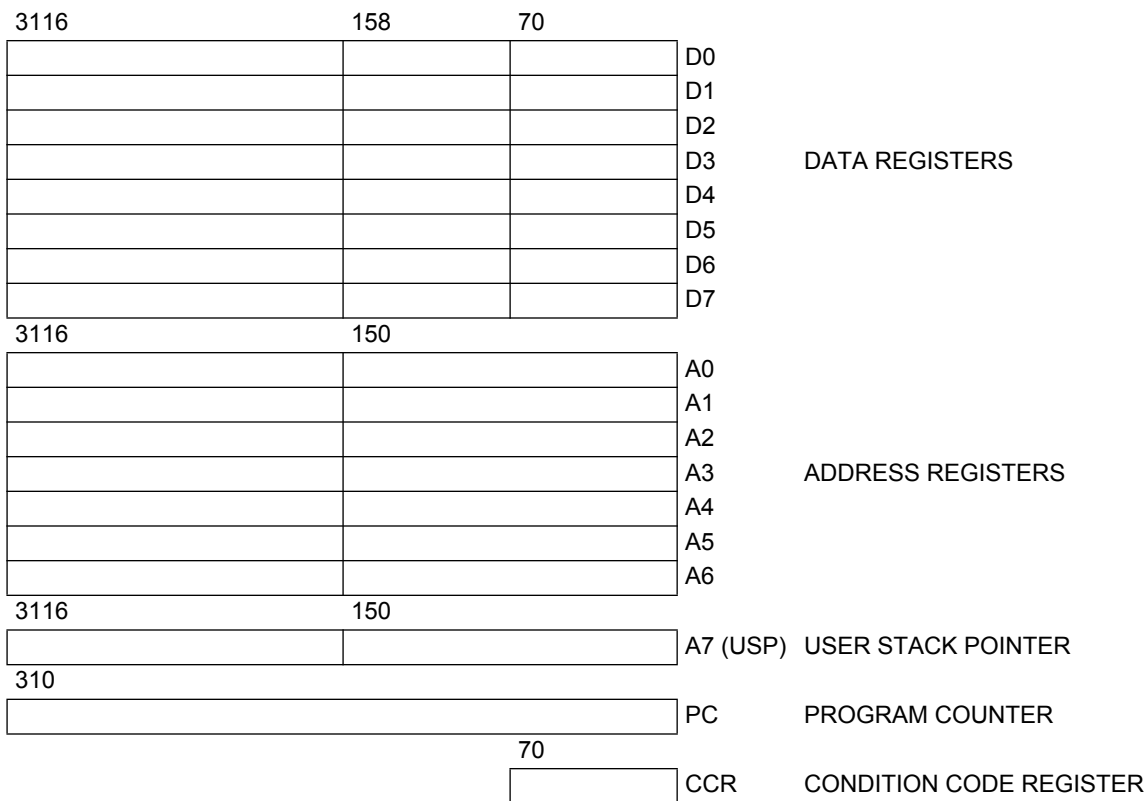 3116 158 70
D0
D1
D2
D3 DATA REGISTERS
D4
D5
D6
D7
3116 150
A0
A1
A2
A3 ADDRESS REGISTERS
A4
A5
A6
3116 150
A7 (USP) USER STACK POINTER
310
PC PROGRAM COUNTER
70
CCR CONDITION CODE REGISTER